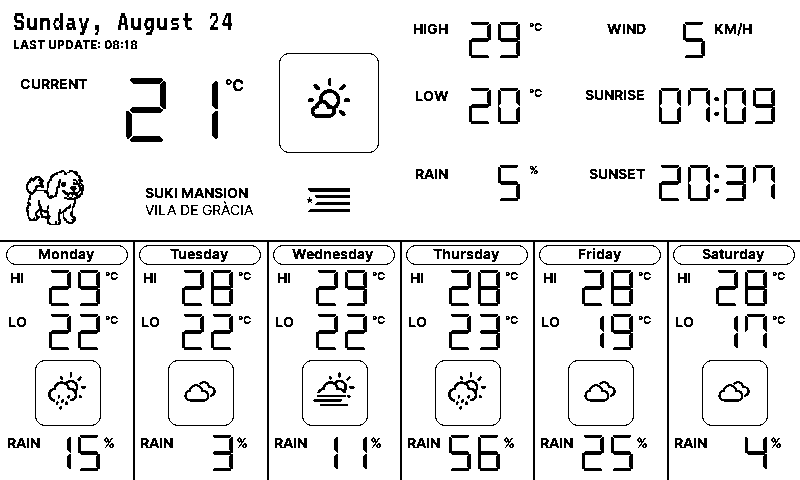 Sunday, August 24
LAST UPDATE: 08:18
CURRENT 21 °C
HIGH 29 °C
LOW 20 °C
RAIN 5 %
WIND 5 KM/H
SUNRISE 07:09
SUNSET 20:37
SUKI MANSION
VILA DE GRÀCIA
Monday
HI 29 °C
LO 22 °C
RAIN 15 %
Tuesday
HI 28 °C
LO 22 °C
RAIN 3 %
Wednesday
HI 29 °C
LO 22 °C
RAIN 11 %
Thursday
HI 28 °C
LO 23 °C
RAIN 56 %
Friday
HI 28 °C
LO 19 °C
RAIN 25 %
Saturday
HI 28 °C
LO 17 °C
RAIN 4 %